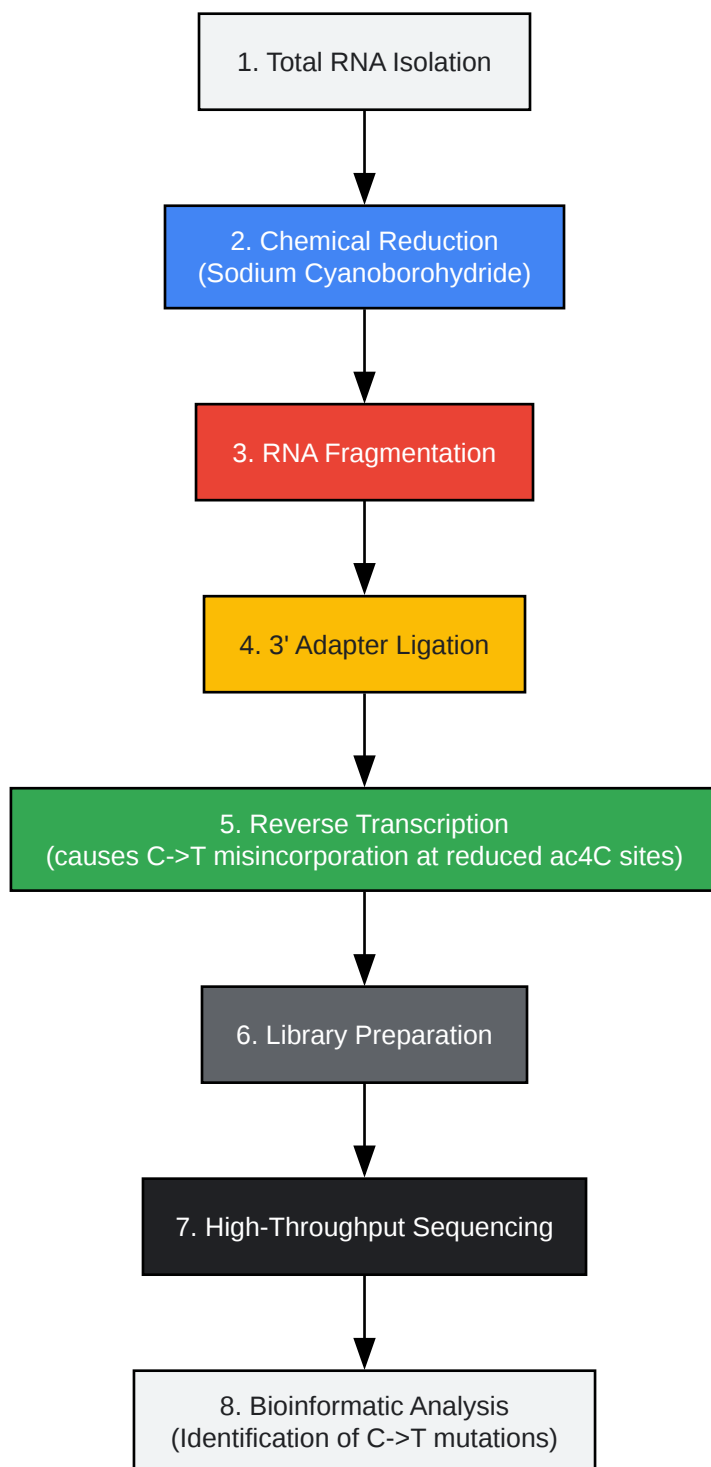 1. Total RNA Isolation
2. Chemical Reduction
(Sodium Cyanoborohydride)
3. RNA Fragmentation
4. 3' Adapter Ligation
5. Reverse Transcription
(causes C->T misincorporation at reduced ac4C sites)
6. Library Preparation
7. High-Throughput Sequencing
8. Bioinformatic Analysis
(Identification of C->T mutations)